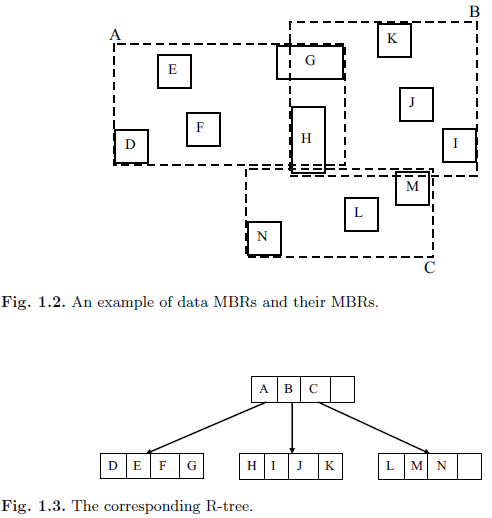 B
A
K
G
E
J
F
H
I
D
M
L
N
C
Fig. 1.2. An example of data MBRs and their MBRs.
A B C
D E F G H I J K L M N
Fig. 1.3. The corresponding R-tree.